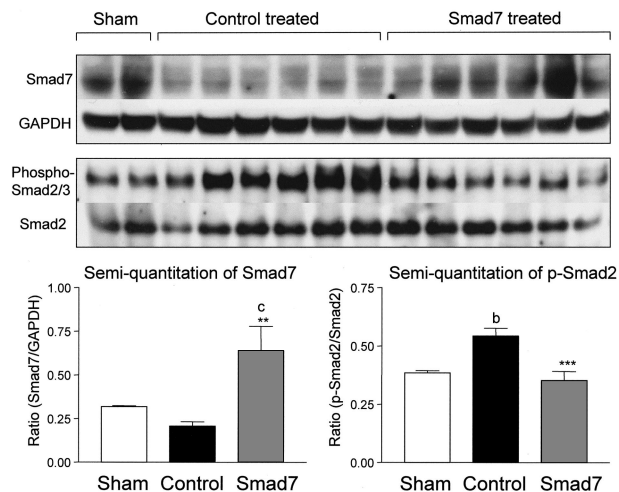 Sham Control treated Smad7 treated
Smad7
GAPDH
Phospho-
Smad2/3
Smad2
Semi-quantitation of Smad7
Ratio (Smad7/GAPDH)
1.00
0.75
0.50
0.25
0.00
c
**
Sham Control Smad7
Semi-quantitation of p-Smad2
Ratio (p-Smad2/Smad2)
0.75
0.50
0.25
0.00
b
***
Sham Control Smad7